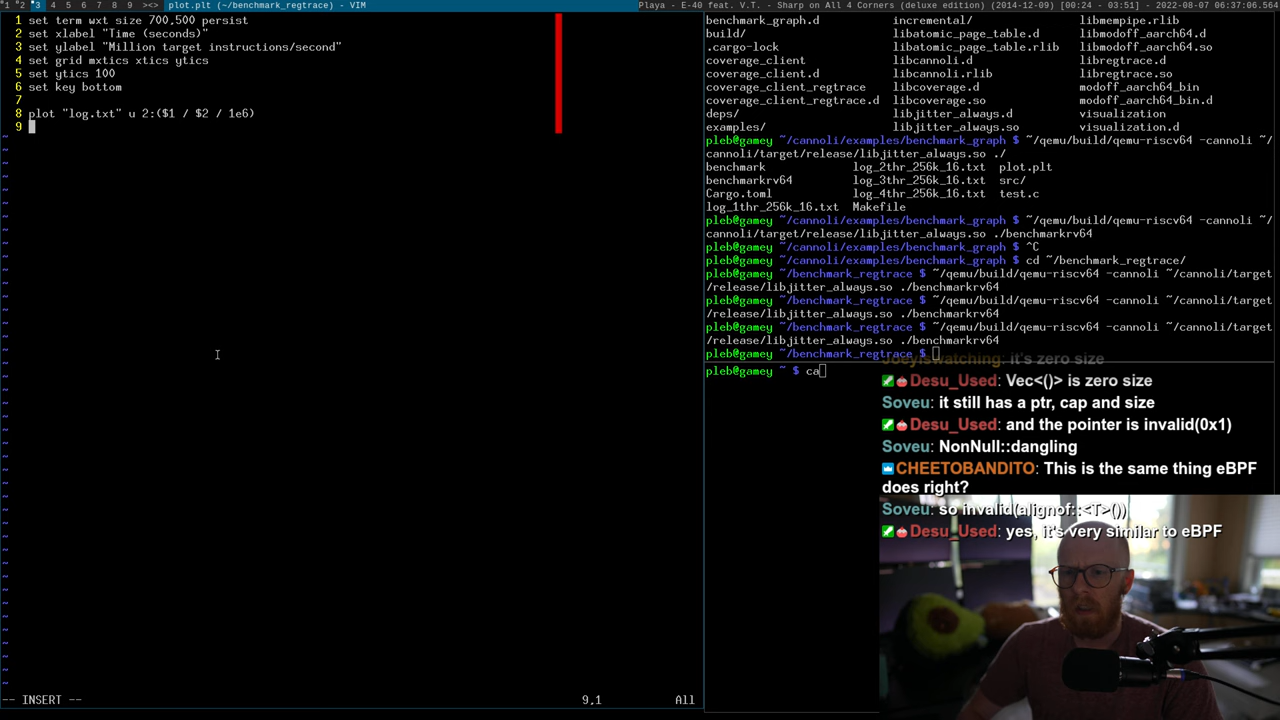 1 2 3 4 5 6 7 8 9 ><> plot.plt (~/benchmark_regtrace) - VIM
Playa - E-40 feat. V.T. - Sharp on All 4 Corners (deluxe edition) (2014-12-09) [00:24 - 03:51] - 2022-08-07 06:37:06.564
1 set term wxt size 700,500 persist
2 set xlabel "Time (seconds)"
3 set ylabel "Million target instructions/second"
4 set grid mxtics xtics ytics
5 set ytics 100
6 set key bottom
7
8 plot "log.txt" u 2:($1 / $2 / 1e6)
9
-- INSERT -- 9,1 All
benchmark_graph.d incremental/ libmempipe.rlib
build/ libatomic_page_table.d libmodoff_aarch64.d
.cargo-lock libatomic_page_table.rlib libmodoff_aarch64.so
coverage_client libcannoli.d libregtrace.d
coverage_client.d libcannoli.rlib libregtrace.so
coverage_client_regtrace libcoverage.d modoff_aarch64_bin
coverage_client_regtrace.d libcoverage.so modoff_aarch64_bin.d
deps/ libjitter_always.d visualization
examples/ libjitter_always.so visualization.d
pleb@gamey ~/cannoli/examples/benchmark_graph $ ~/qemu/build/qemu-riscv64 -cannoli ~/
cannoli/target/release/libjitter_always.so ./
benchmark log_2thr_256k_16.txt plot.plt
benchmarkrv64 log_3thr_256k_16.txt src/
Cargo.toml log_4thr_256k_16.txt test.c
log_1thr_256k_16.txt Makefile
pleb@gamey ~/cannoli/examples/benchmark_graph $ ~/qemu/build/qemu-riscv64 -cannoli ~/
cannoli/target/release/libjitter_always.so ./benchmarkrv64
pleb@gamey ~/cannoli/examples/benchmark_graph $ ^C
pleb@gamey ~/cannoli/examples/benchmark_graph $ cd ~/benchmark_regtrace/
pleb@gamey ~/benchmark_regtrace $ ~/qemu/build/qemu-riscv64 -cannoli ~/cannoli/target
/release/libjitter_always.so ./benchmarkrv64
pleb@gamey ~/benchmark_regtrace $ ~/qemu/build/qemu-riscv64 -cannoli ~/cannoli/target
/release/libjitter_always.so ./benchmarkrv64
pleb@gamey ~/benchmark_regtrace $ ~/qemu/build/qemu-riscv64 -cannoli ~/cannoli/target
/release/libjitter_always.so ./benchmarkrv64
pleb@gamey ~/benchmark_regtrace $
pleb@gamey ~ $ ca
JoeyIsWatching: it's zero size
Desu_Used: Vec<()> is zero size
Soveu: it still has a ptr, cap and size
Desu_Used: and the pointer is invalid(0x1)
Soveu: NonNull::dangling
CHEETOBANDITO: This is the same thing eBPF
does right?
Soveu: so invalid(alignof::<T>())
Desu_Used: yes, it's very similar to eBPF